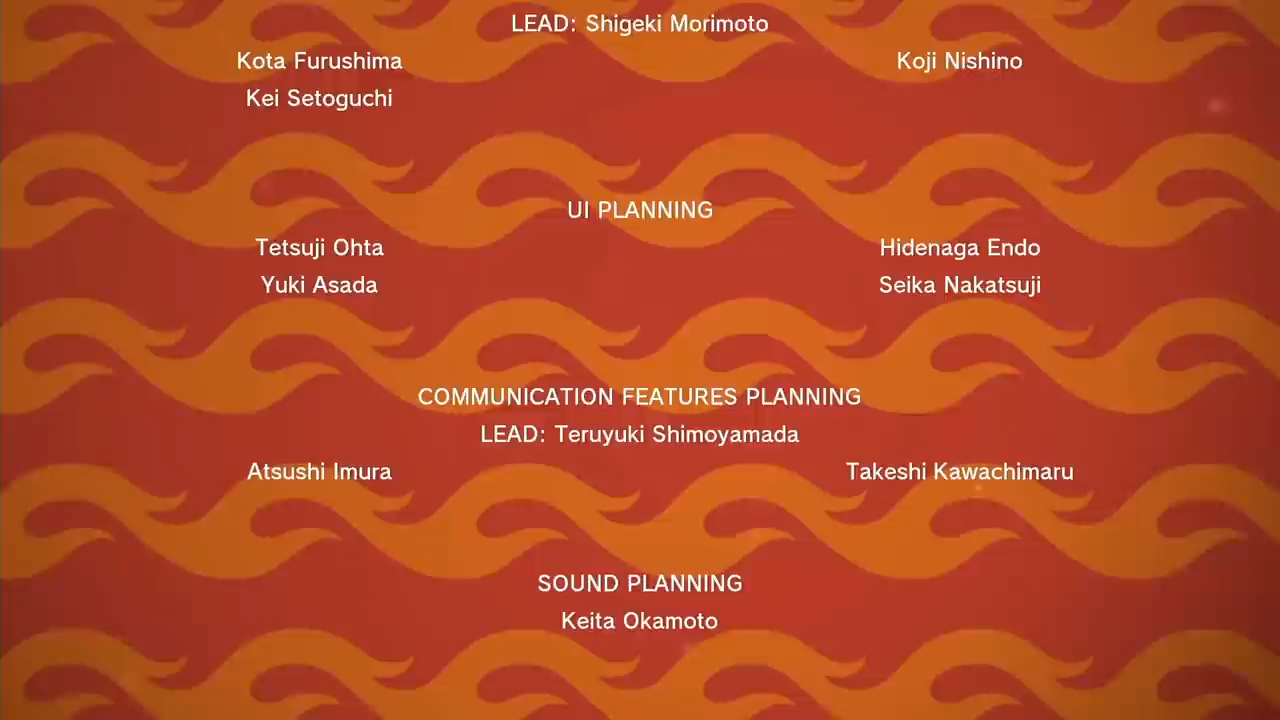 LEAD: Shigeki Morimoto
Kota Furushima Koji Nishino
Kei Setoguchi
UI PLANNING
Tetsuji Ohta Hidenaga Endo
Yuki Asada Seika Nakatsuji
COMMUNICATION FEATURES PLANNING
LEAD: Teruyuki Shimoyamada
Atsushi Imura Takeshi Kawachimaru
SOUND PLANNING
Keita Okamoto